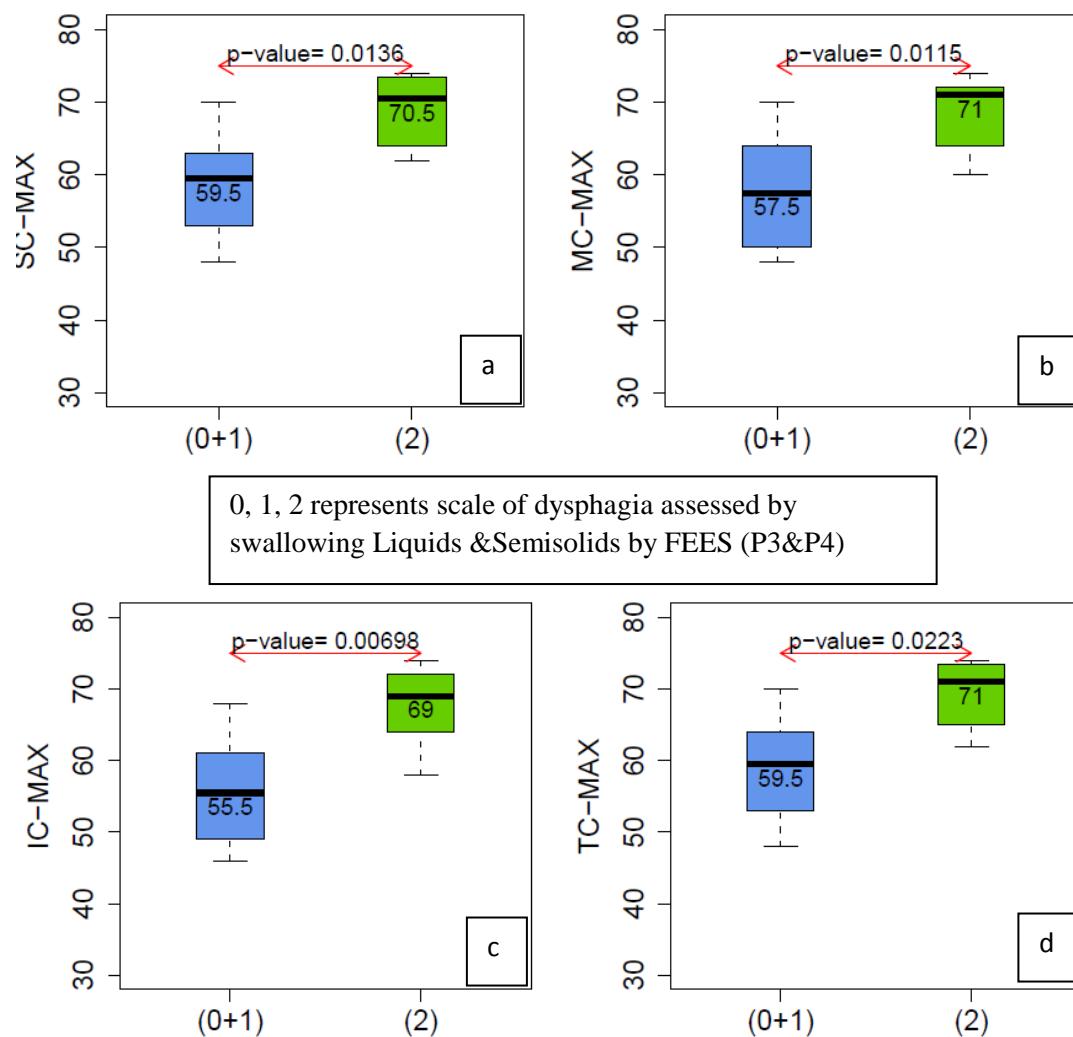 80
70
60
50
40
30
SC−MAX
p−value= 0.0136
59.5
70.5
(0+1)
(2)
a
80
70
60
50
40
30
MC−MAX
p−value= 0.0115
57.5
71
(0+1)
(2)
b
0, 1, 2 represents scale of dysphagia assessed by
swallowing Liquids &Semisolids by FEES (P3&P4)
80
70
60
50
40
30
IC−MAX
p−value= 0.00698
55.5
69
(0+1)
(2)
c
80
70
60
50
40
30
TC−MAX
p−value= 0.0223
59.5
71
(0+1)
(2)
d